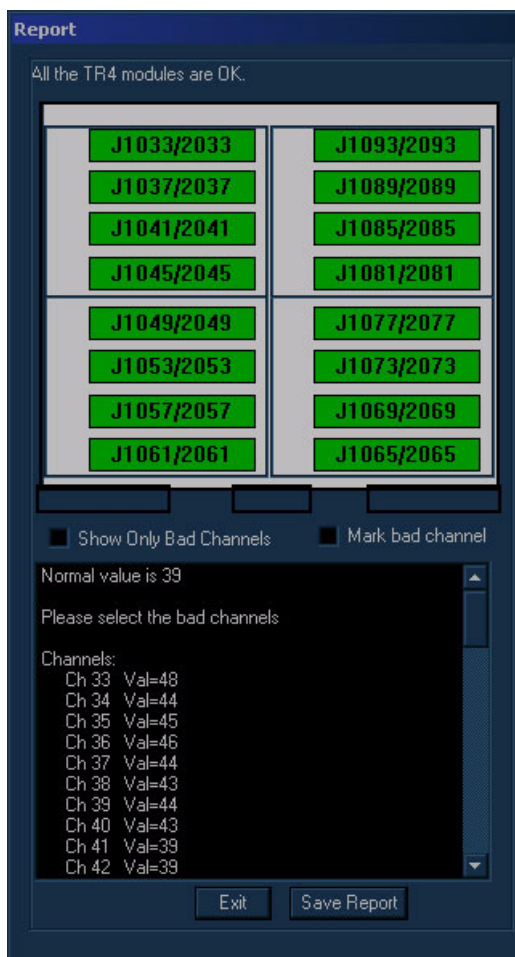 Report
All the TR4 modules are OK.
J1033/2033 J1093/2093
J1037/2037 J1089/2089
J1041/2041 J1085/2085
J1045/2045 J1081/2081
J1049/2049 J1077/2077
J1053/2053 J1073/2073
J1057/2057 J1069/2069
J1061/2061 J1065/2065
Show Only Bad Channels Mark bad channel
Normal value is 39
Please select the bad channels
Channels:
Ch 33 Val=48
Ch 34 Val=44
Ch 35 Val=45
Ch 36 Val=46
Ch 37 Val=44
Ch 38 Val=43
Ch 39 Val=44
Ch 40 Val=43
Ch 41 Val=39
Ch 42 Val=39
Exit Save Report